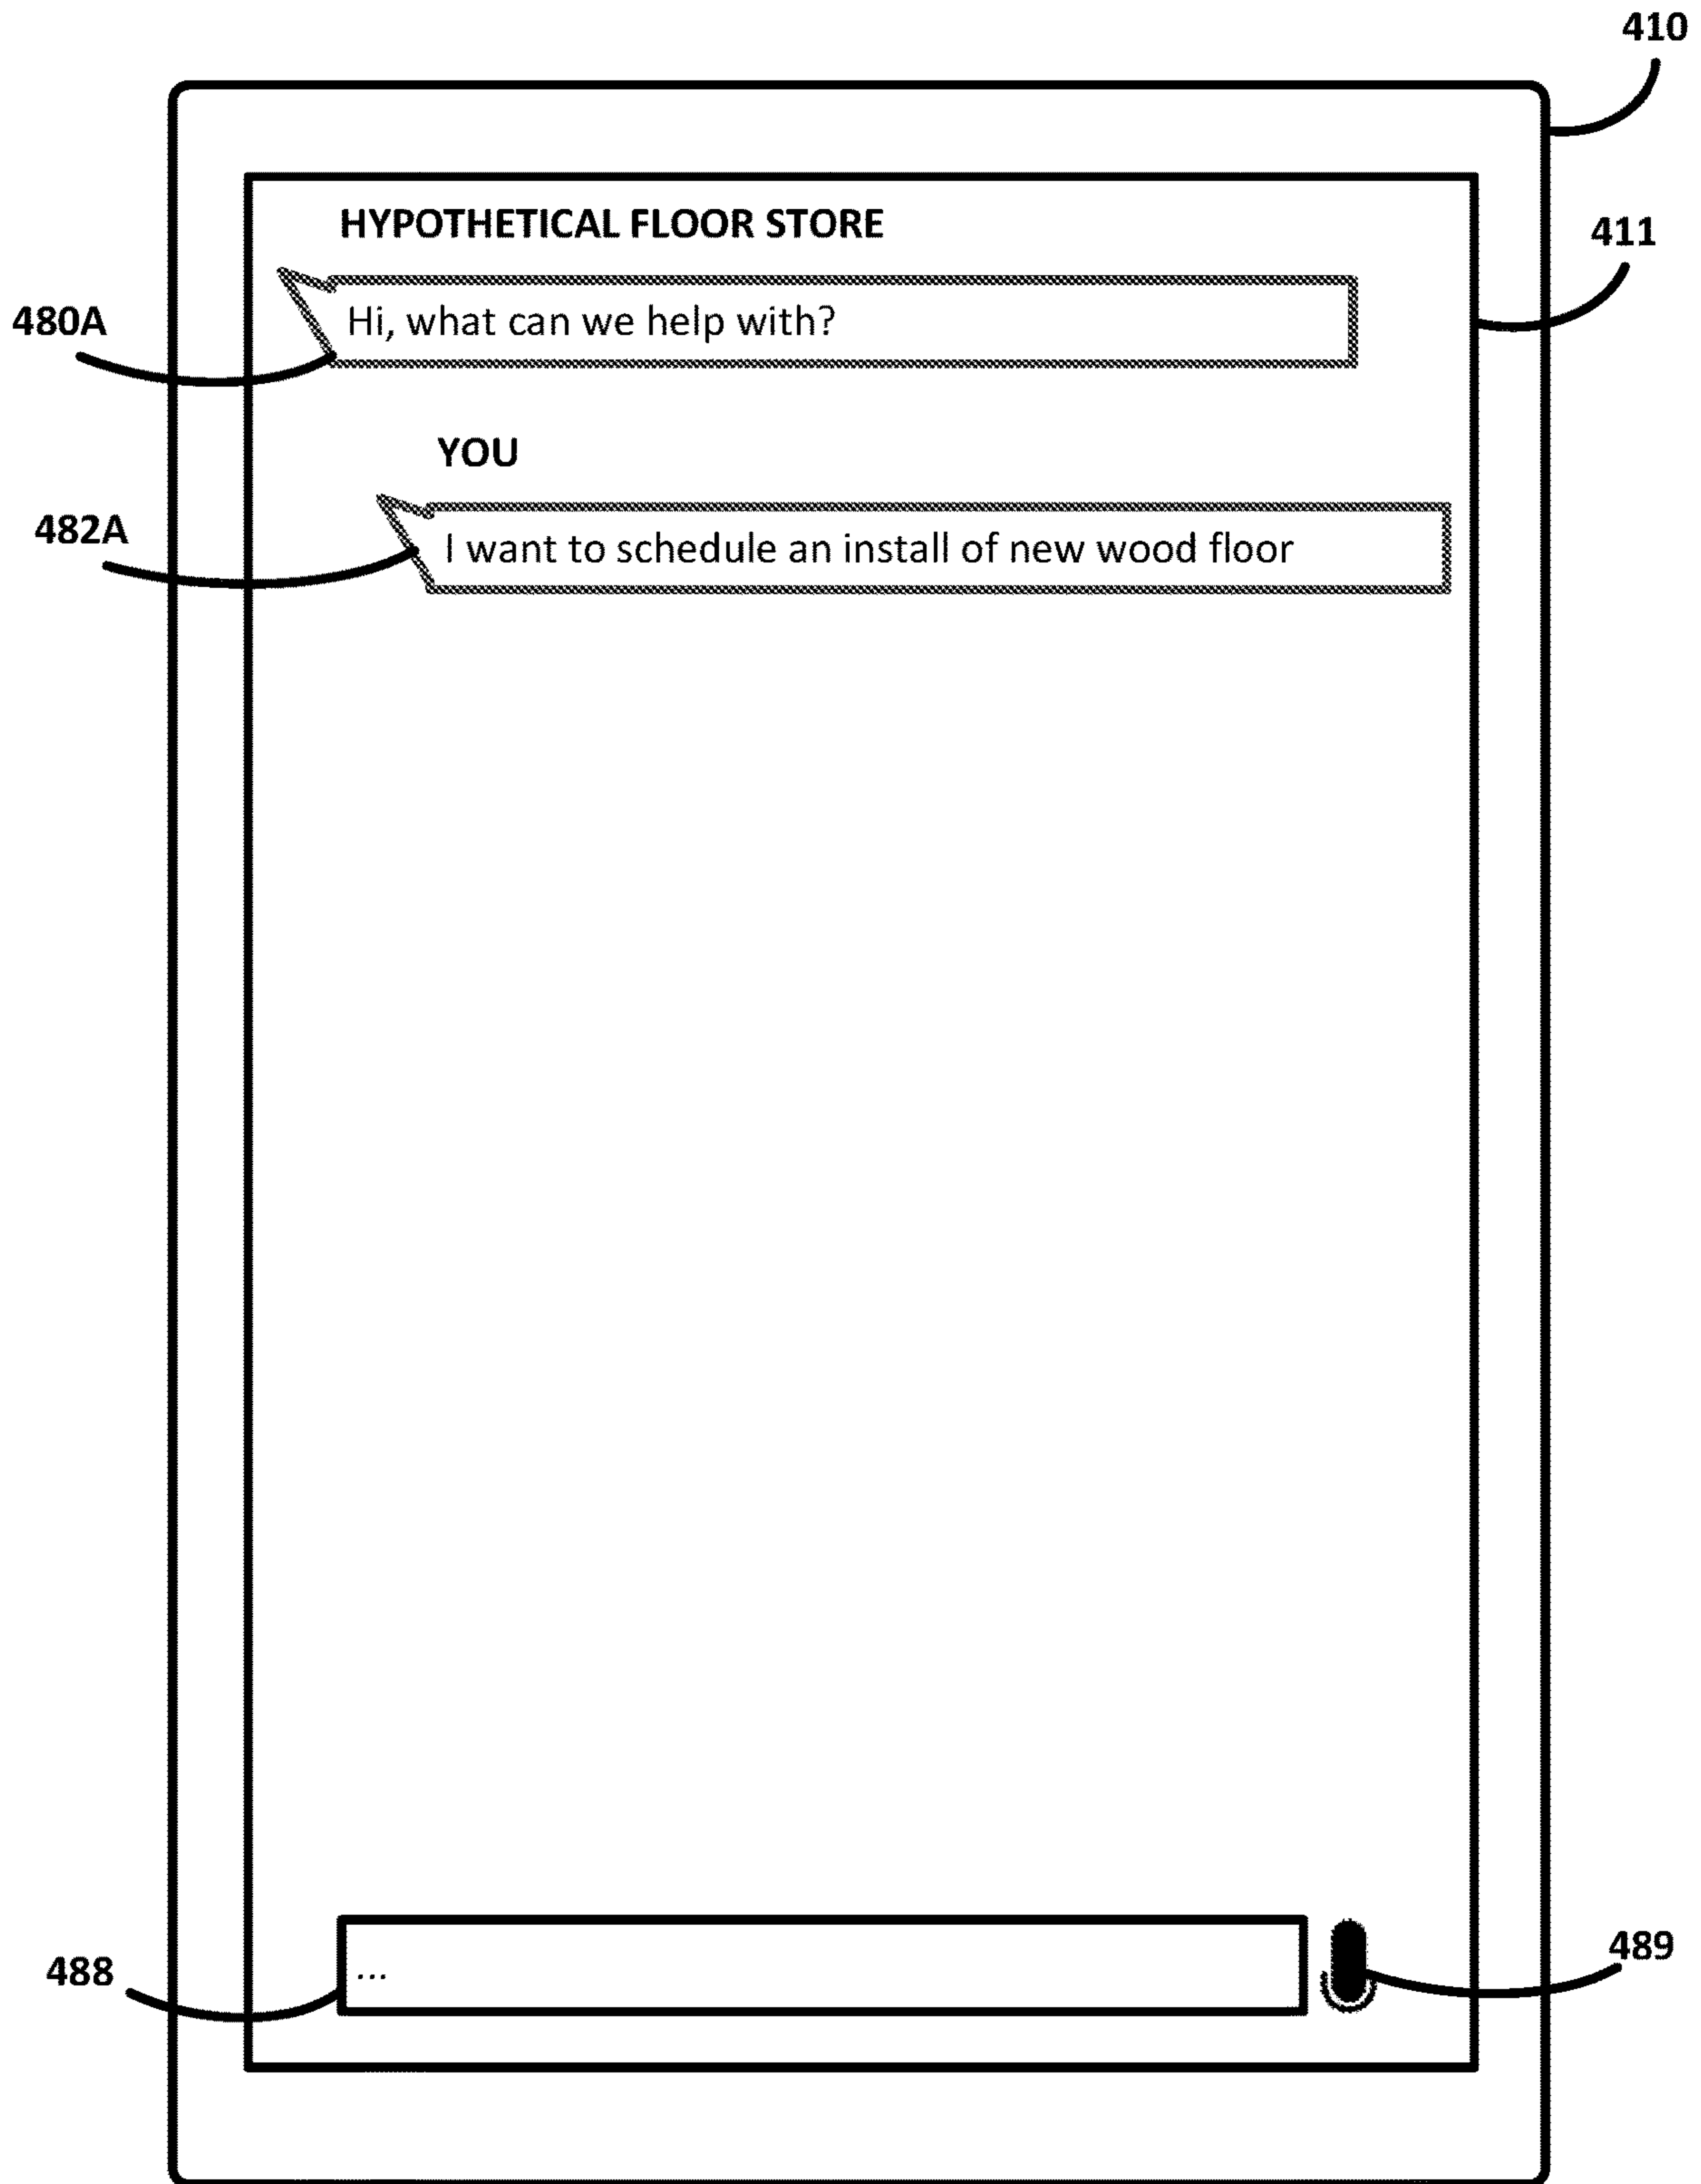 410
HYPOTHETICAL FLOOR STORE
411
480A
Hi, what can we help with?
YOU
482A
I want to schedule an install of new wood floor
488
...
489